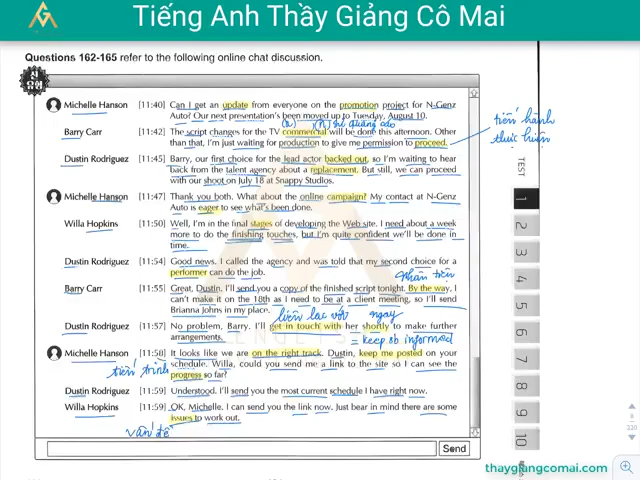 Tiếng Anh Thầy Giảng Cô Mai
Questions 162-165 refer to the following online chat discussion.
Michelle Hanson [11:40] Can I get an update from everyone on the promotion project for N-Genz
Auto? Our next presentation's been moved up to Tuesday, August 10.
(a) (n) quảng cáo
Barry Carr [11:42] The script changes for the TV commercial will be done this afternoon. Other
than that, I'm just waiting for production to give me permission to proceed.
tiến hành
thực hiện
Dustin Rodriguez [11:45] Barry, our first choice for the lead actor backed out, so I'm waiting to hear
back from the talent agency about a replacement. But still, we can proceed
with our shoot on July 18 at Snappy Studios.
Michelle Hanson [11:47] Thank you both. What about the online campaign? My contact at N-Genz
Auto is eager to see what's been done.
Willa Hopkins [11:50] Well, I'm in the final stages of developing the Web site. I need about a week
more to do the finishing touches, but I'm quite confident we'll be done in
time.
Dustin Rodriguez [11:54] Good news. I called the agency and was told that my second choice for a
performer can do the job.
nhân tiện
Barry Carr [11:55] Great, Dustin. I'll send you a copy of the finished script tonight. By the way, I
can't make it on the 18th as I need to be at a client meeting, so I'll send
Brianna Johns in my place.
liên lạc với ngay
Dustin Rodriguez [11:57] No problem, Barry. I'll get in touch with her shortly to make further
arrangements.
= keep sb informed
Michelle Hanson [11:58] It looks like we are on the right track. Dustin, keep me posted on your
schedule. Willa, could you send me a link to the site so I can see the
progress so far?
tiến trình
Dustin Rodriguez [11:59] Understood. I'll send you the most current schedule I have right now.
Willa Hopkins [11:59] OK, Michelle. I can send you the link now. Just bear in mind there are some
issues to work out.
vấn đề
Send
TEST
1
2
3
4
5
6
7
8
9
10
8
220
thaygiangcomai.com